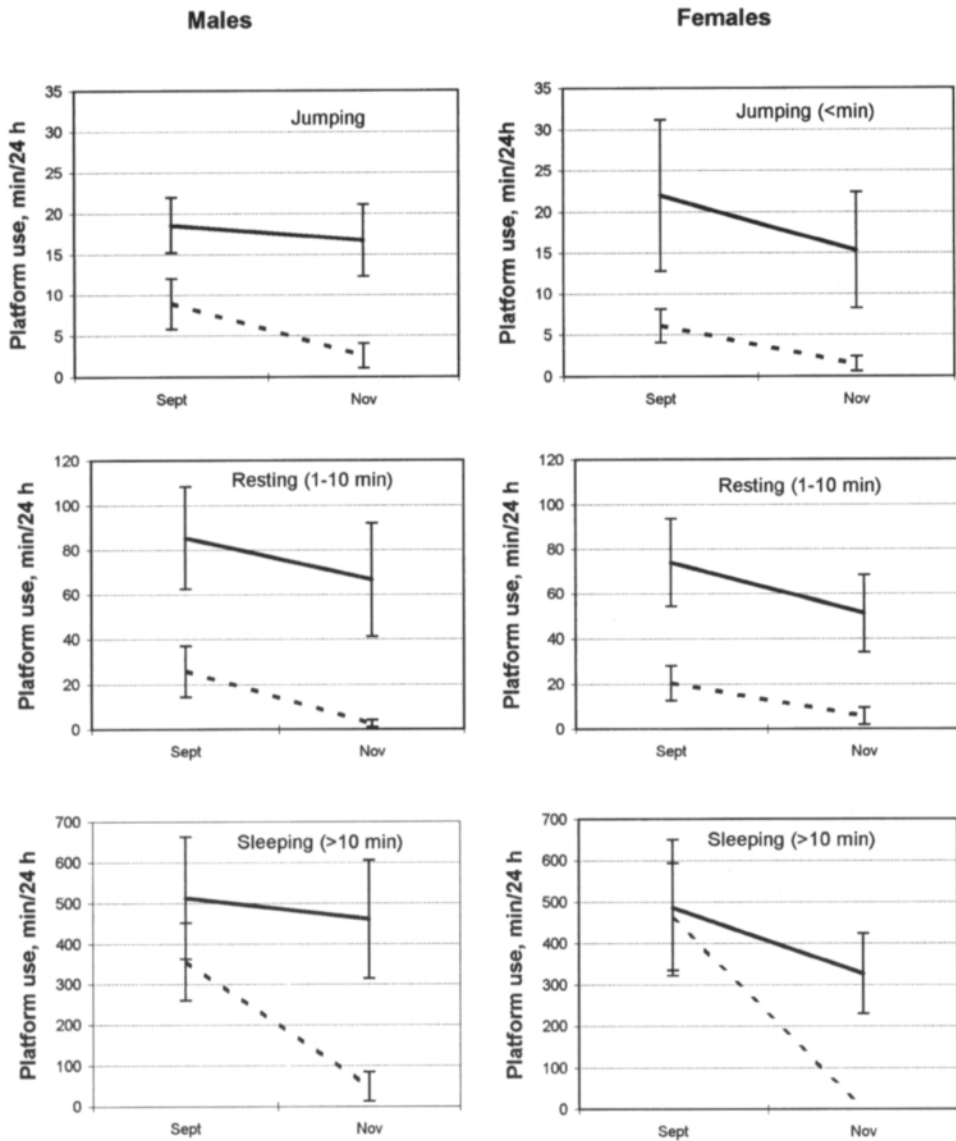 Males
Females
Platform use, min/24 h
35
30
25
20
15
10
5
0
Jumping
Sept
Nov
Platform use, min/24h
35
30
25
20
15
10
5
0
Jumping (<min)
Sept
Nov
Platform use, min/24 h
120
100
80
60
40
20
0
Resting (1-10 min)
Sept
Nov
Platform use, min/24 h
120
100
80
60
40
20
0
Resting (1-10 min)
Sept
Nov
Platform use, min/24 h
700
600
500
400
300
200
100
0
Sleeping (>10 min)
Sept
Nov
Platform use, min/24 h
700
600
500
400
300
200
100
0
Sleeping (>10 min)
Sept
Nov